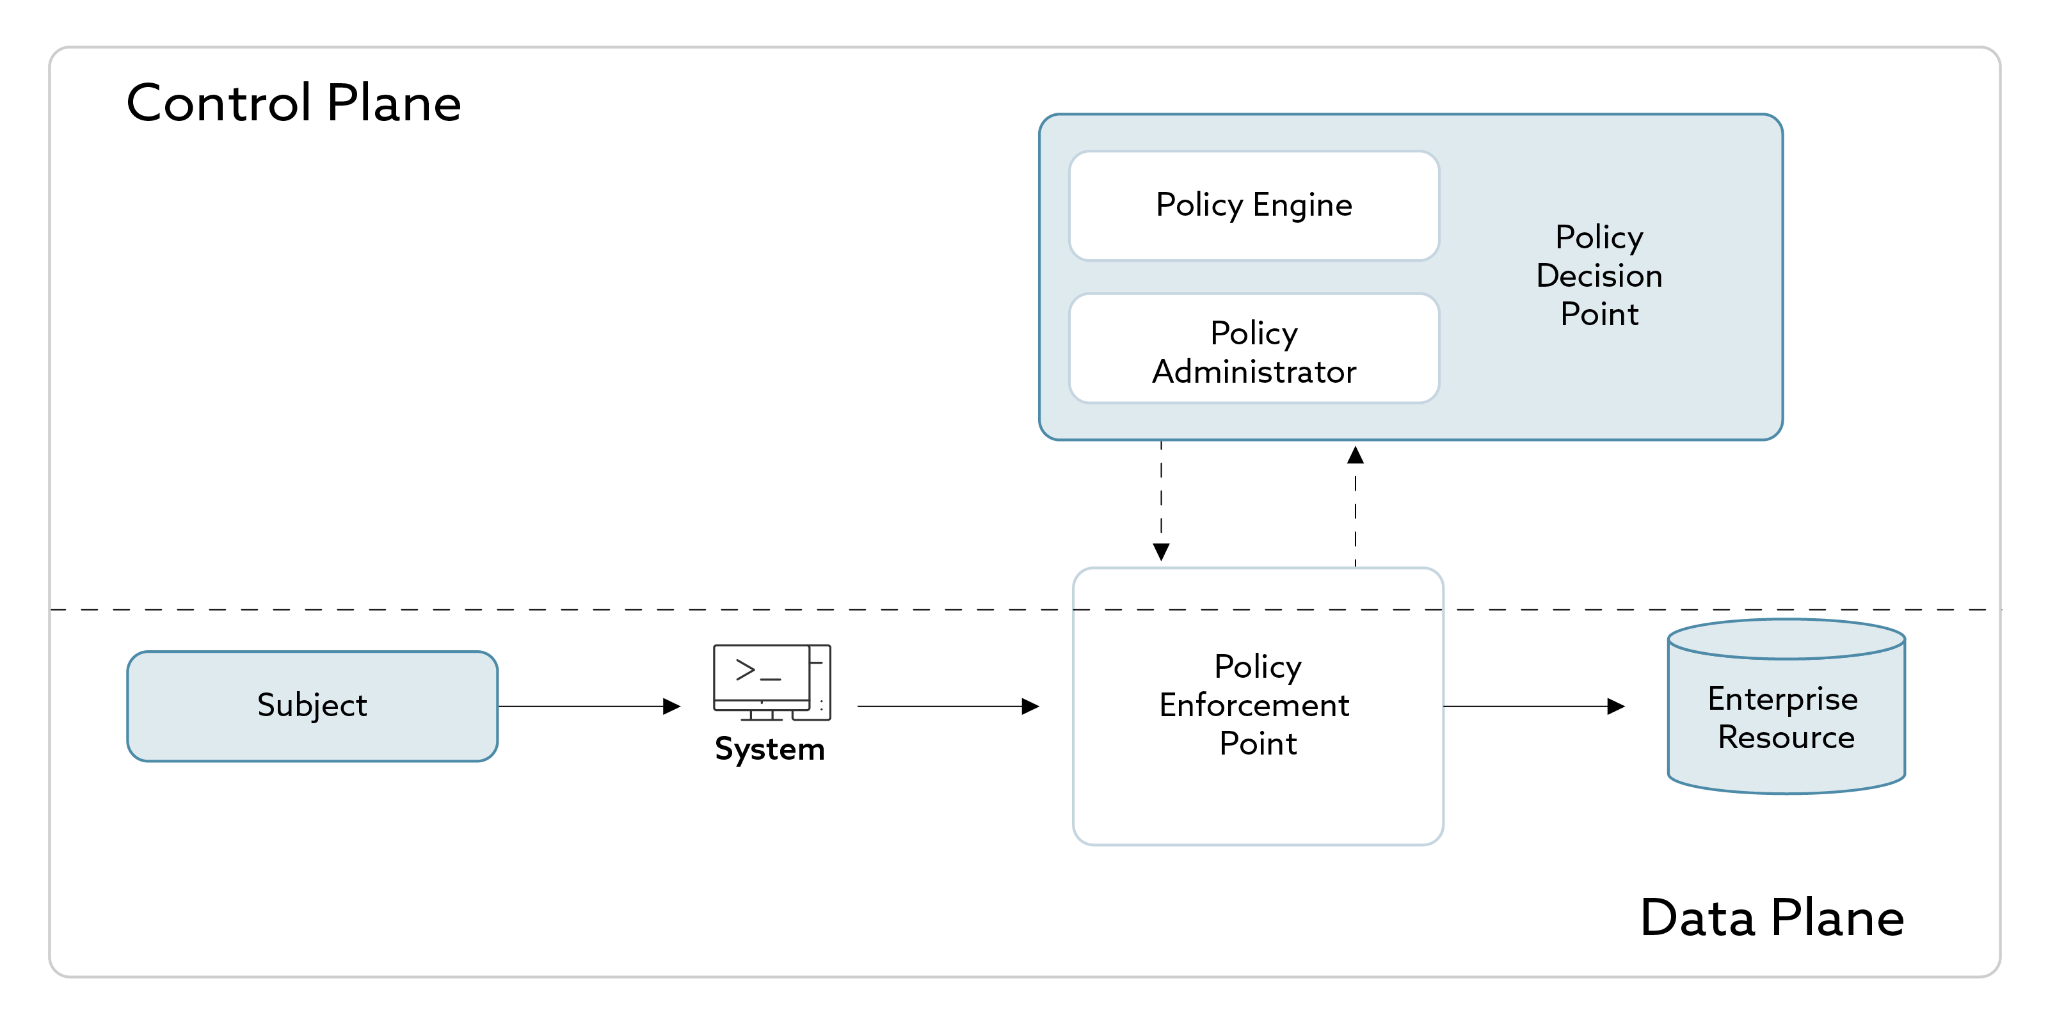 Control Plane
Policy Engine
Policy
Administrator
Policy
Decision
Point
Subject
>_
System
Policy
Enforcement
Point
Enterprise
Resource
Data Plane